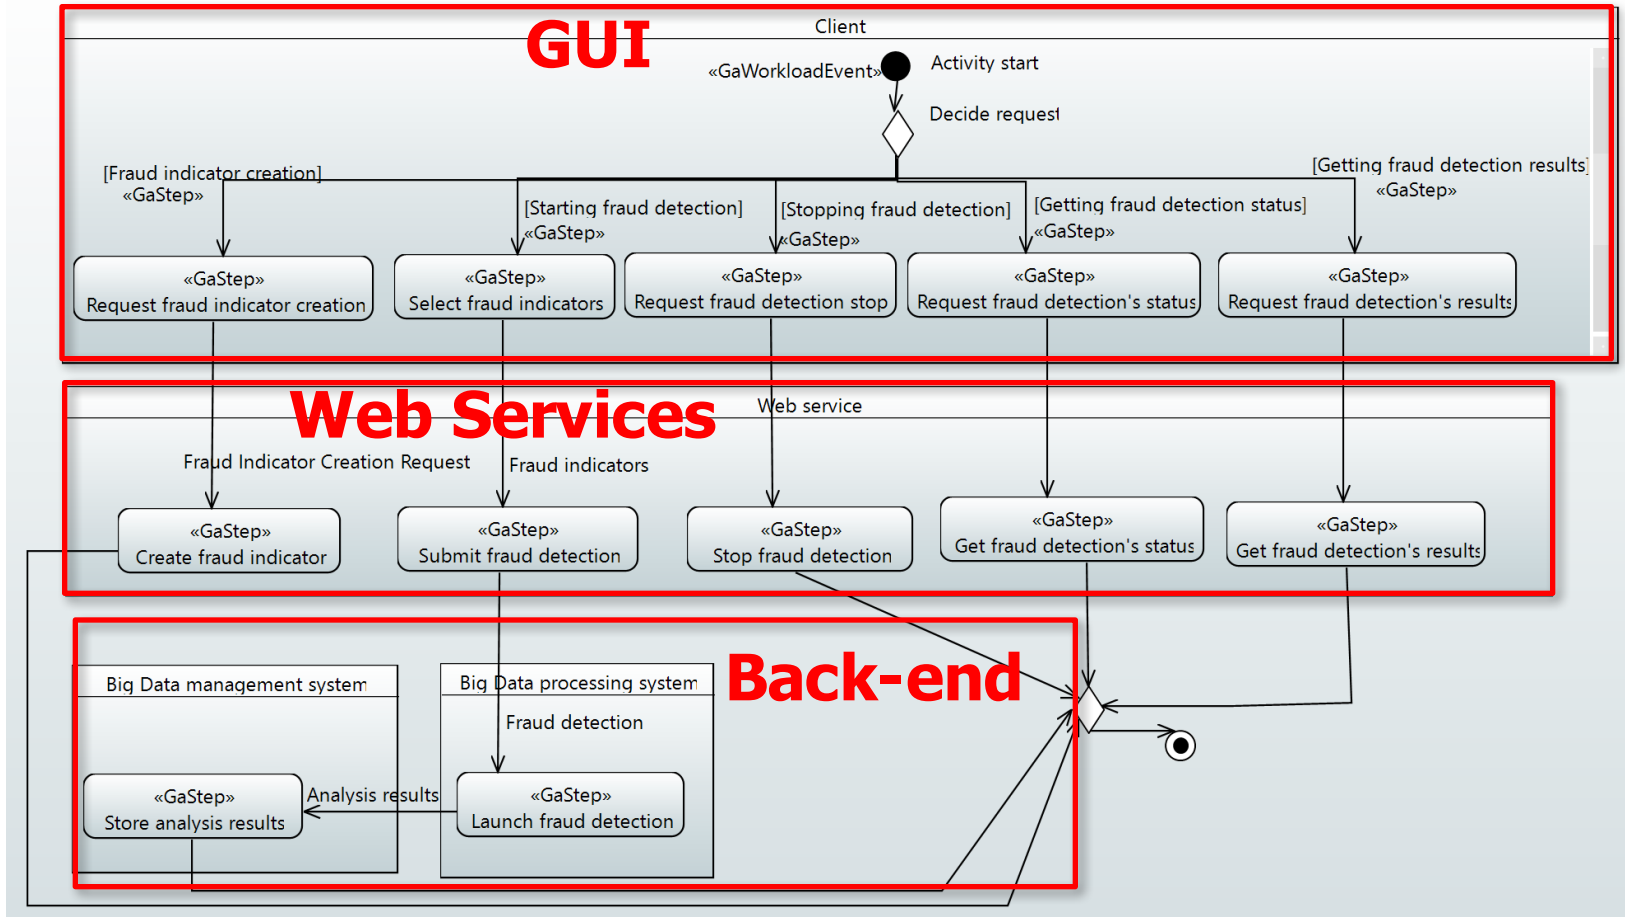 Client
GUI
«GaWorkloadEvent»
Activity start
Decide request
[Fraud indicator creation]
«GaStep»
[Starting fraud detection]
«GaStep»
[Stopping fraud detection]
«GaStep»
[Getting fraud detection status]
«GaStep»
[Getting fraud detection results]
«GaStep»
«GaStep»
Request fraud indicator creation
«GaStep»
Select fraud indicators
«GaStep»
Request fraud detection stop
«GaStep»
Request fraud detection's status
«GaStep»
Request fraud detection's results
Web Services
Web service
Fraud Indicator Creation Request
Fraud indicators
«GaStep»
Create fraud indicator
«GaStep»
Submit fraud detection
«GaStep»
Stop fraud detection
«GaStep»
Get fraud detection's status
«GaStep»
Get fraud detection's results
Back-end
Big Data management system
Big Data processing system
Fraud detection
«GaStep»
Store analysis results
Analysis results
«GaStep»
Launch fraud detection